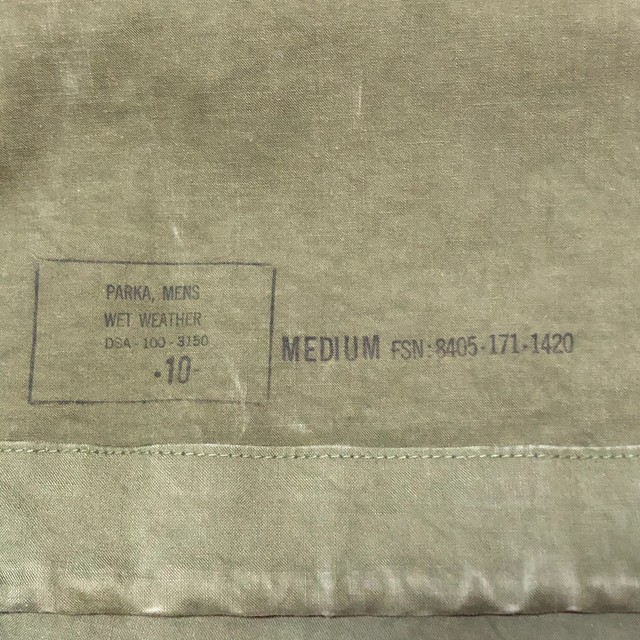 PARKA, MENS
WET WEATHER
DSA-100-3150
-10-
MEDIUM FSN:8405-171-1420